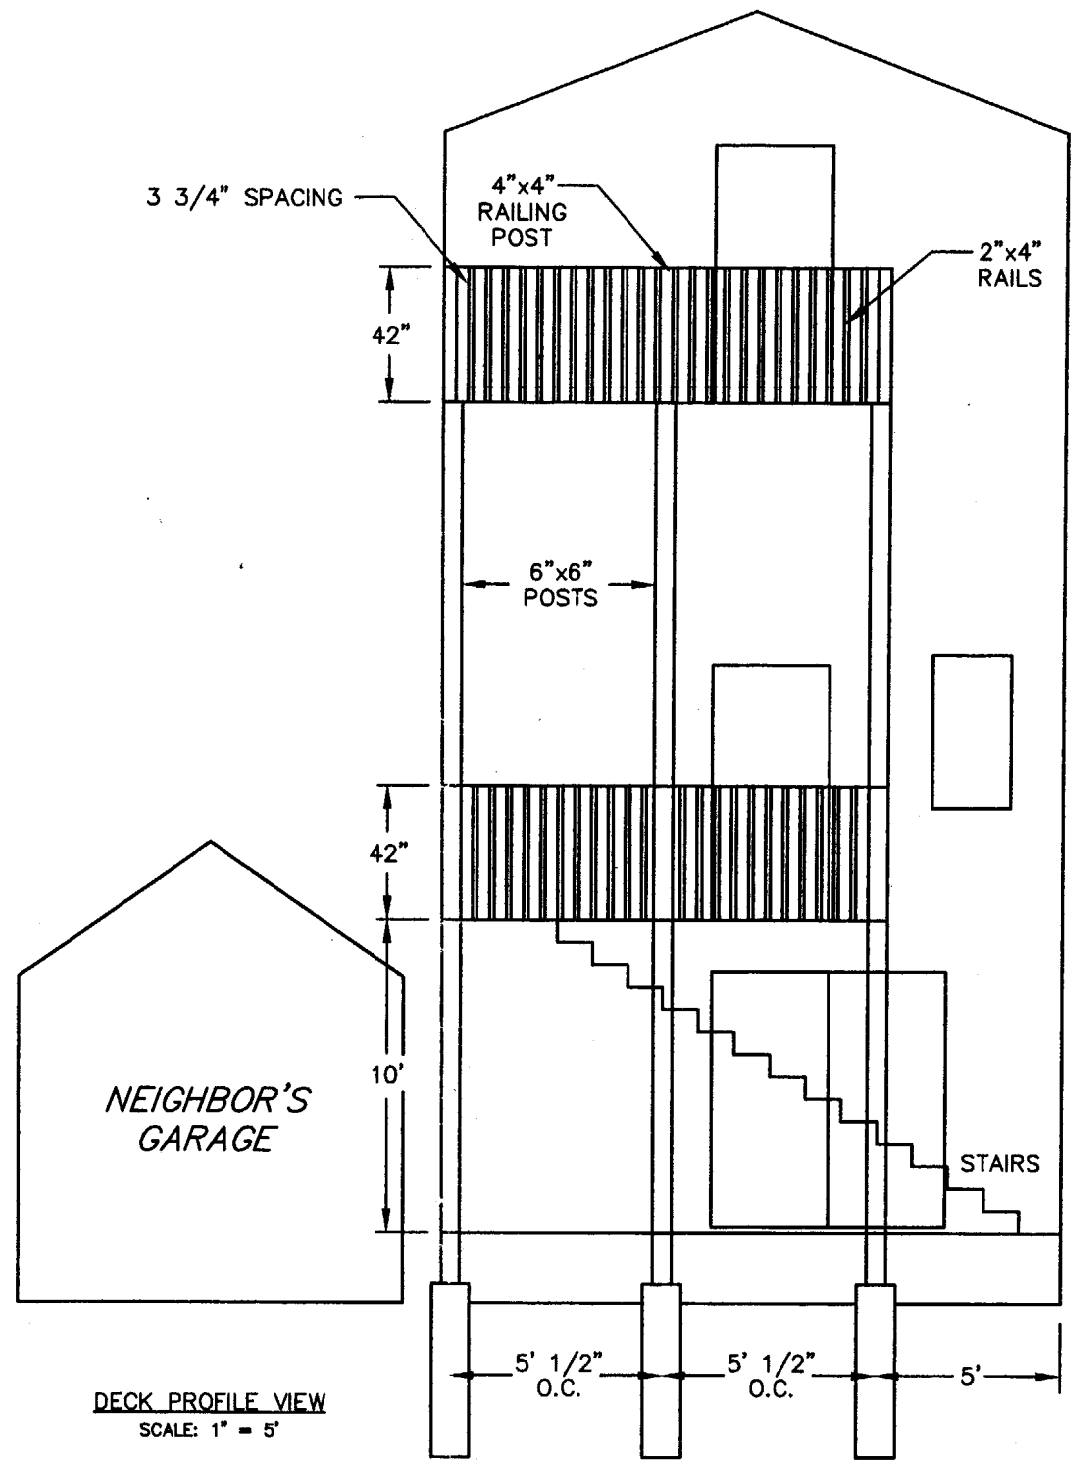 3 3/4" SPACING
4"x4"
RAILING
POST
2"x4"
RAILS
42"
6"x6"
POSTS
42"
10'
NEIGHBOR'S
GARAGE
STAIRS
5' 1/2"
O.C.
5' 1/2"
O.C.
5'
DECK PROFILE VIEW
SCALE: 1" = 5'